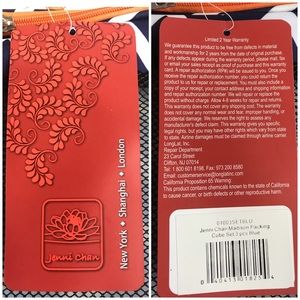 Jenni Chan
New York • Shanghai • London
Limited 2 Year Warranty
We guarantee this product to be free from defects in material
and workmanship for 2 years from the date of original purchase.
If any defects appear during the warranty period, please mail, fax
or email your sales receipt as proof of purchase and this warranty
card. A repair authorization (RP#) will be issued to you. Once you
receive the repair authorization number, you could return the product
to us for repair or replacements. You must also include a
copy of your receipt, your contact address and shipping information
and repair authorization number. We will repair or replace the
product without charge. Allow 4-8 weeks for repair and returns.
This warranty does not cover any shipping cost. The warranty
does not cover any normal wear and tear, improper handling, or
accidental damage. We reserve the right to assess any
manufacturer's defect claim. This warranty gives you specific
legal rights, but you may have other rights which vary from state
to state. Airline damages must be claimed through airline carrier.
LongLat, Inc.
Repair Department
23 Carol Street
Clifton, NJ 07014
Tel: 1 800 601 8198, Fax: 973 200 8580
Email: customerservice@longlatinc.com
California Proposition 65 Warning:
This product contains chemicals known to the state of California
to cause cancer, or birth defects or
Jenni Chan Madison Packing
Cube Set 3 pcs Blue